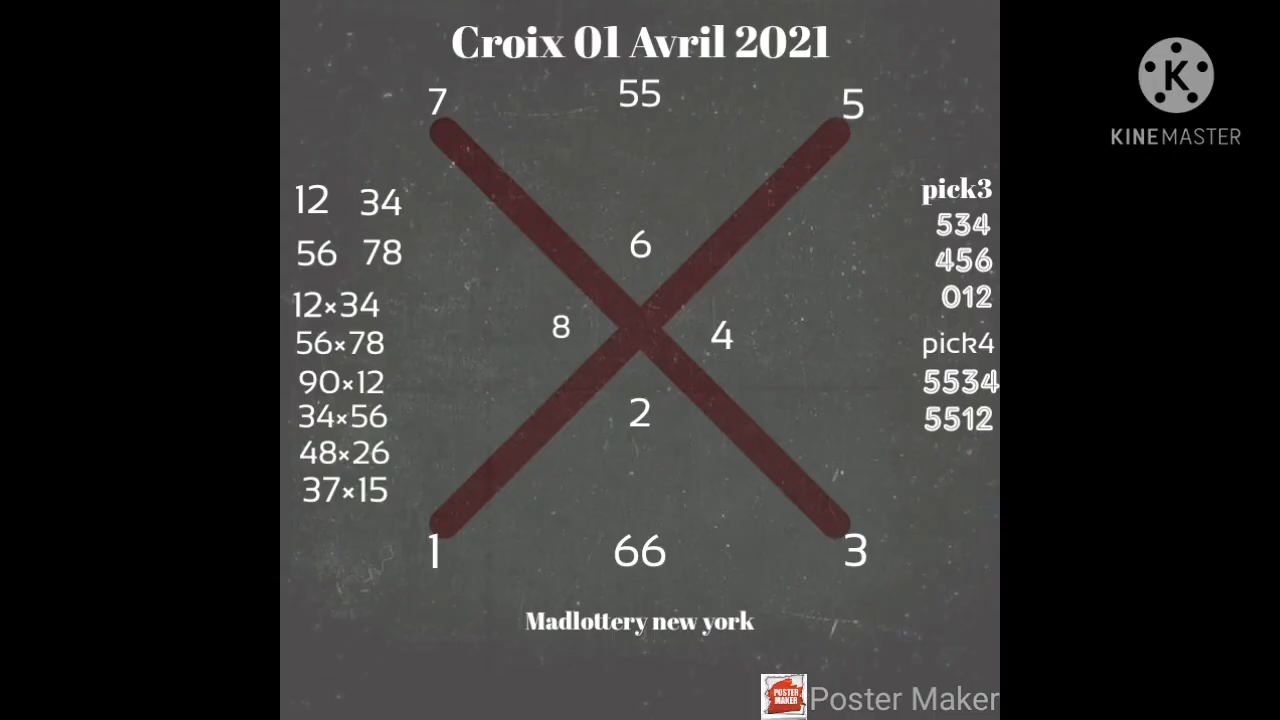 Croix 01 Avril 2021
7 55 5
K
KINEMASTER
12 34
56 78
12×34
56×78
90×12
34×56
48×26
37×15
6
8 4
2
pick3
534
456
012
pick4
5534
5512
1 66 3
Madlottery new york
POSTER
MAKER
Poster Maker